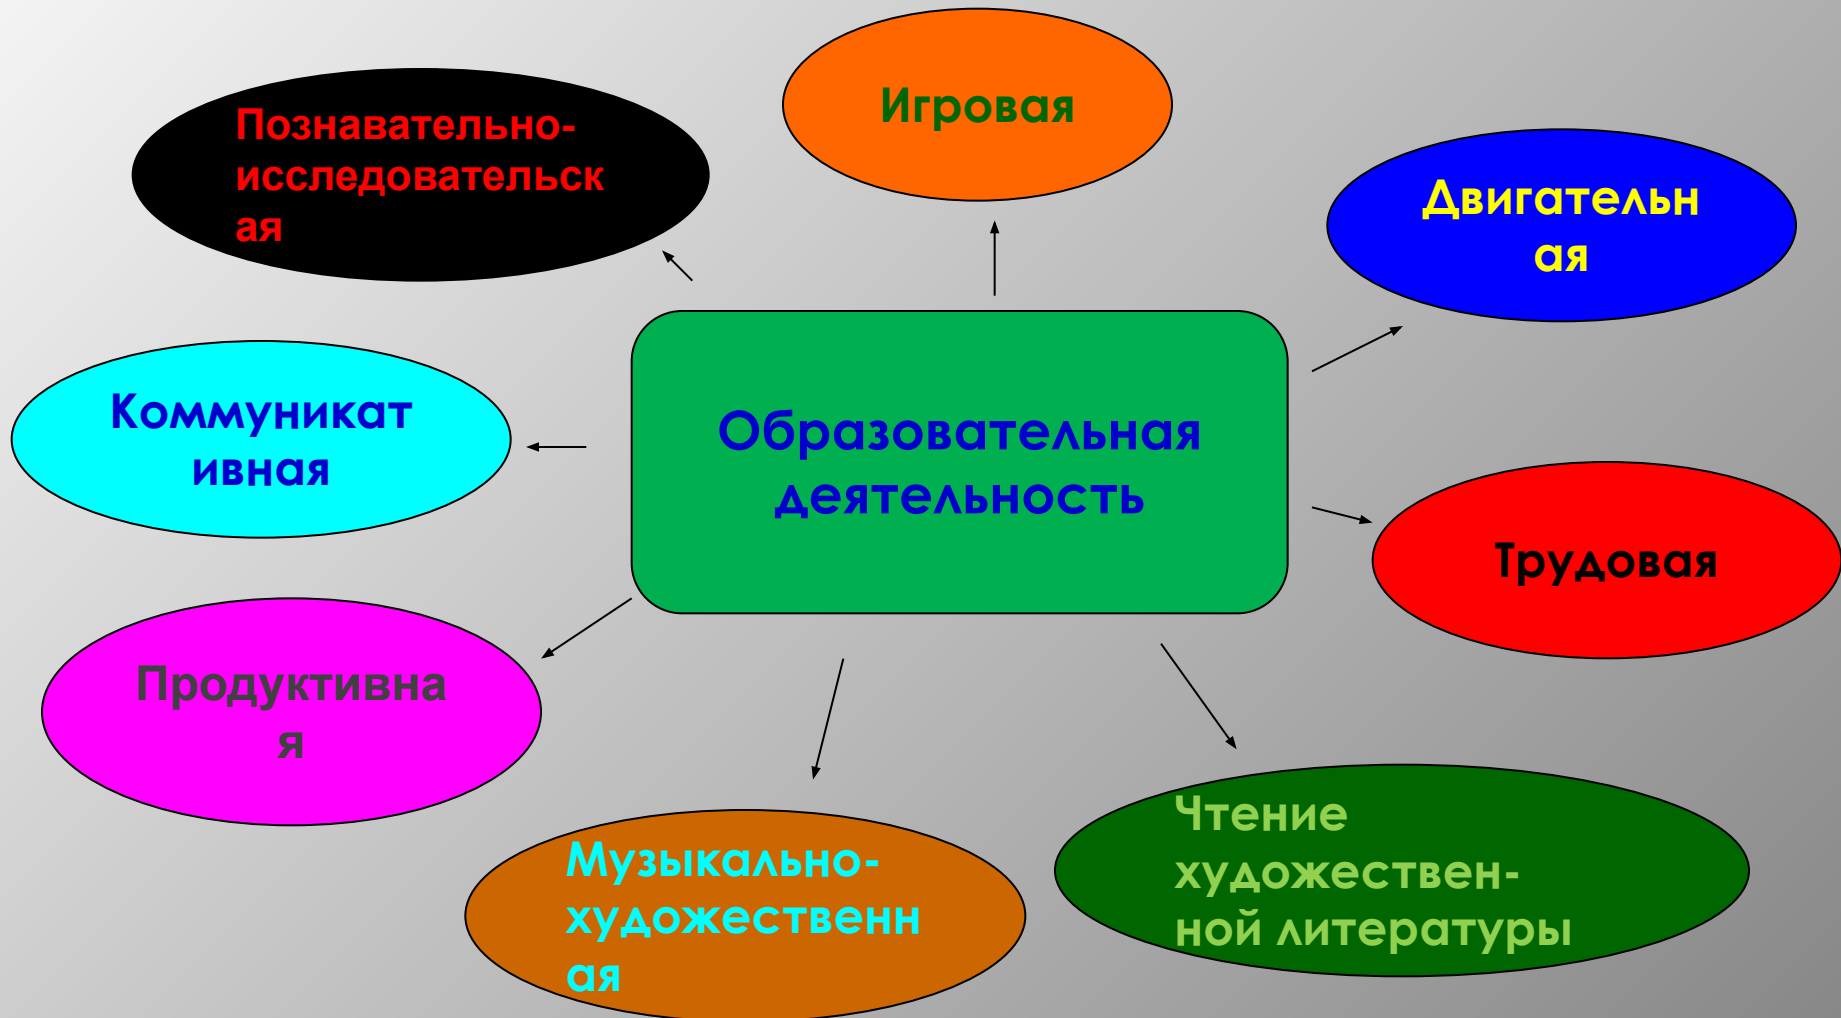 Игровая
Познавательно-
исследовательск
ая
Двигательн
ая
Коммуникат
ивная
Образовательная
деятельность
Трудовая
Продуктивна
я
Чтение
художествен-
ной литературы
Музыкально-
художественн
ая